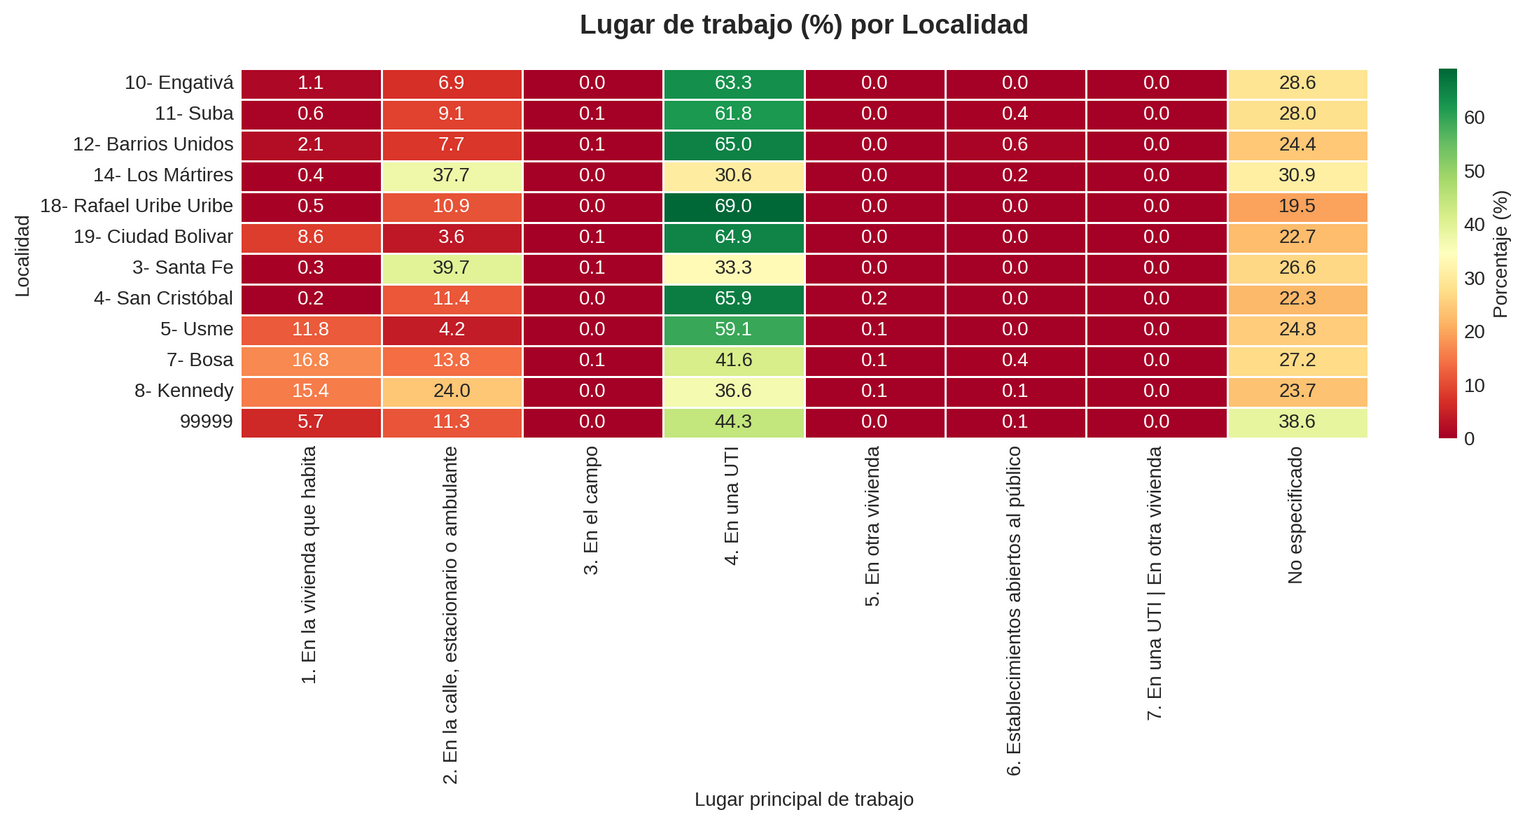 Lugar de trabajo (%) por Localidad
Localidad
10- Engativá 1.1 6.9 0.0 63.3 0.0 0.0 0.0 28.6
11- Suba 0.6 9.1 0.1 61.8 0.0 0.4 0.0 28.0
12- Barrios Unidos 2.1 7.7 0.1 65.0 0.0 0.6 0.0 24.4
14- Los Mártires 0.4 37.7 0.0 30.6 0.0 0.2 0.0 30.9
18- Rafael Uribe Uribe 0.5 10.9 0.0 69.0 0.0 0.0 0.0 19.5
19- Ciudad Bolivar 8.6 3.6 0.1 64.9 0.0 0.0 0.0 22.7
3- Santa Fe 0.3 39.7 0.1 33.3 0.0 0.0 0.0 26.6
4- San Cristóbal 0.2 11.4 0.0 65.9 0.2 0.0 0.0 22.3
5- Usme 11.8 4.2 0.0 59.1 0.1 0.0 0.0 24.8
7- Bosa 16.8 13.8 0.1 41.6 0.1 0.4 0.0 27.2
8- Kennedy 15.4 24.0 0.0 36.6 0.1 0.1 0.0 23.7
99999 5.7 11.3 0.0 44.3 0.0 0.1 0.0 38.6
1. En la vivienda que habita
2. En la calle, estacionario o ambulante
3. En el campo
4. En una UTI
5. En otra vivienda
6. Establecimientos abiertos al público
7. En una UTI | En otra vivienda
No especificado
Lugar principal de trabajo
60
50
40
30
20
10
0
Porcentaje (%)